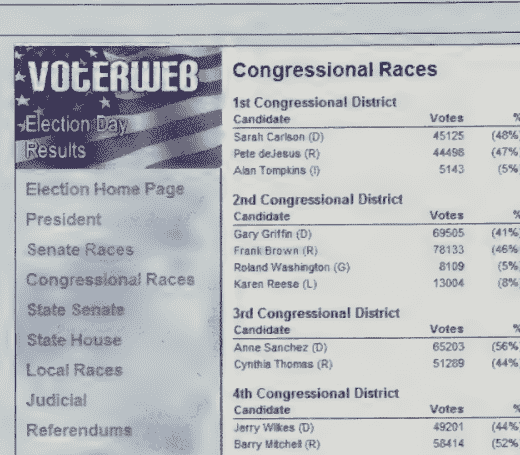 VOTERWEB
Election Day
Results
Election Home Page
President
Senate Races
Congressional Races
State Senate
State House
Local Races
Judicial
Referendums
Congressional Races
1st Congressional District
Candidate Votes %
Sarah Carlson (D) 45125 (48%
Pete deJesus (R) 44498 (47%
Alan Tompkins (I) 5143 (5%
2nd Congressional District
Candidate Votes %
Gary Griffin (D) 69505 (41%
Frank Brown (R) 78133 (46%
Roland Washington (G) 8109 (5%
Karen Reese (L) 13004 (8%
3rd Congressional District
Candidate Votes %
Anne Sanchez (D) 65203 (56%
Cynthia Thomas (R) 51289 (44%
4th Congressional District
Candidate Votes %
Jerry Wilkes (D) 49201 (44%
Barry Mitchell (R) 58414 (52%